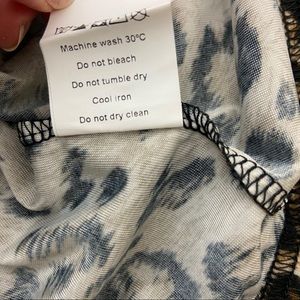 Machine wash 30°C
Do not bleach
Do not tumble dry
Cool iron
Do not dry clean